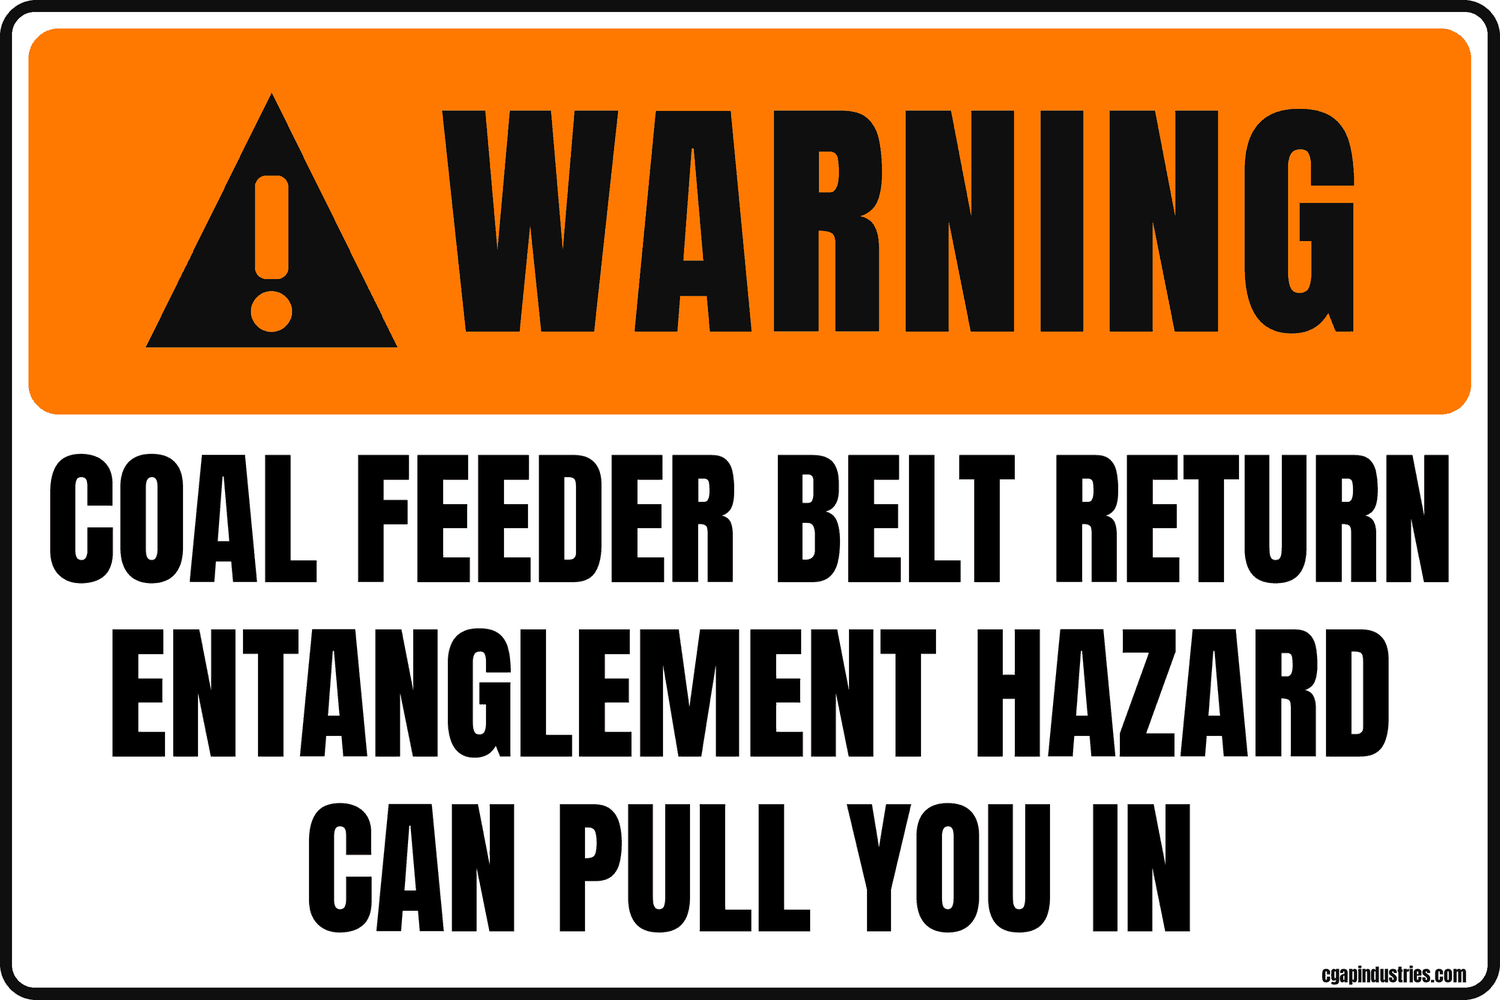 WARNING
COAL FEEDER BELT RETURN
ENTANGLEMENT HAZARD
CAN PULL YOU IN
cgapindustries.com